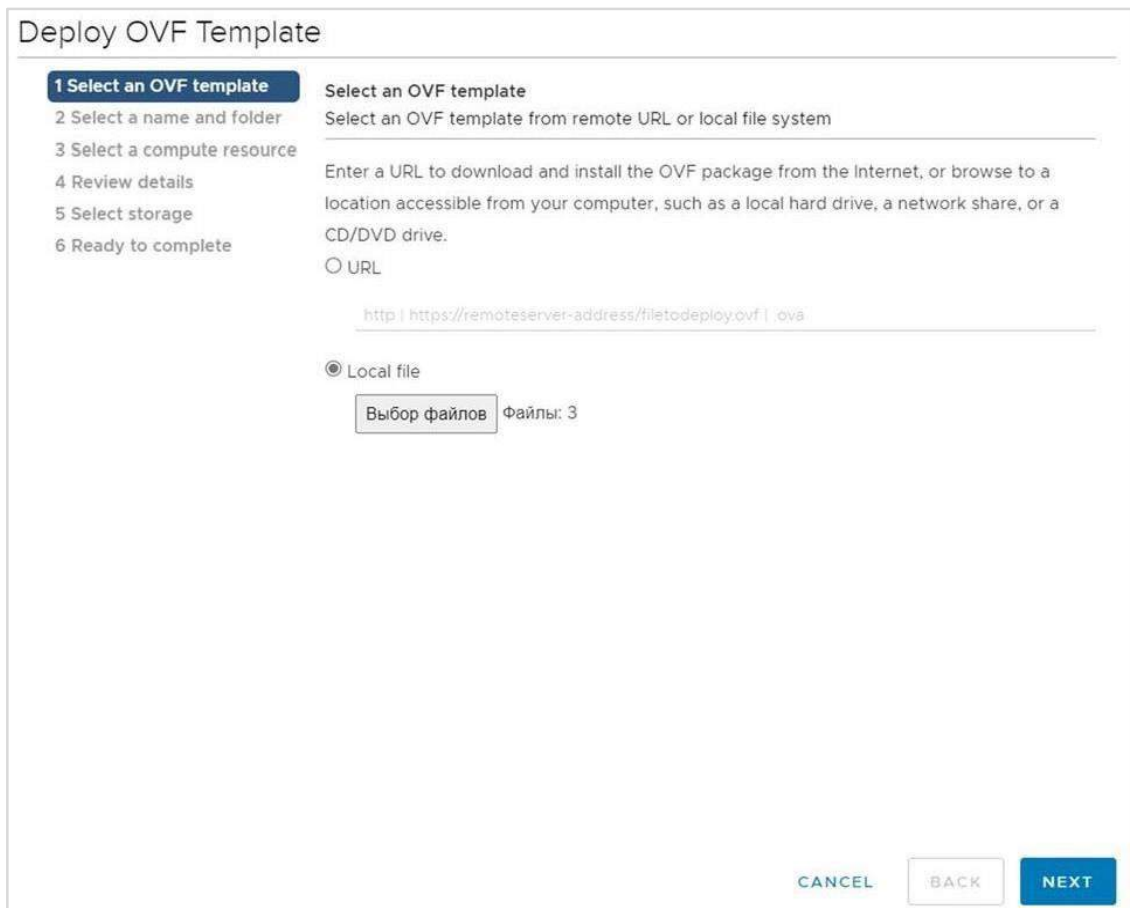 Deploy OVF Template
1 Select an OVF template
2 Select a name and folder
3 Select a compute resource
4 Review details
5 Select storage
6 Ready to complete
Select an OVF template
Select an OVF template from remote URL or local file system
Enter a URL to download and install the OVF package from the Internet, or browse to a
location accessible from your computer, such as a local hard drive, a network share, or a
CD/DVD drive.
URL
http | https://remoteserver-address/filetodeploy.ovf | .ova
Local file
Выбор файлов Файлы: 3
CANCEL BACK NEXT